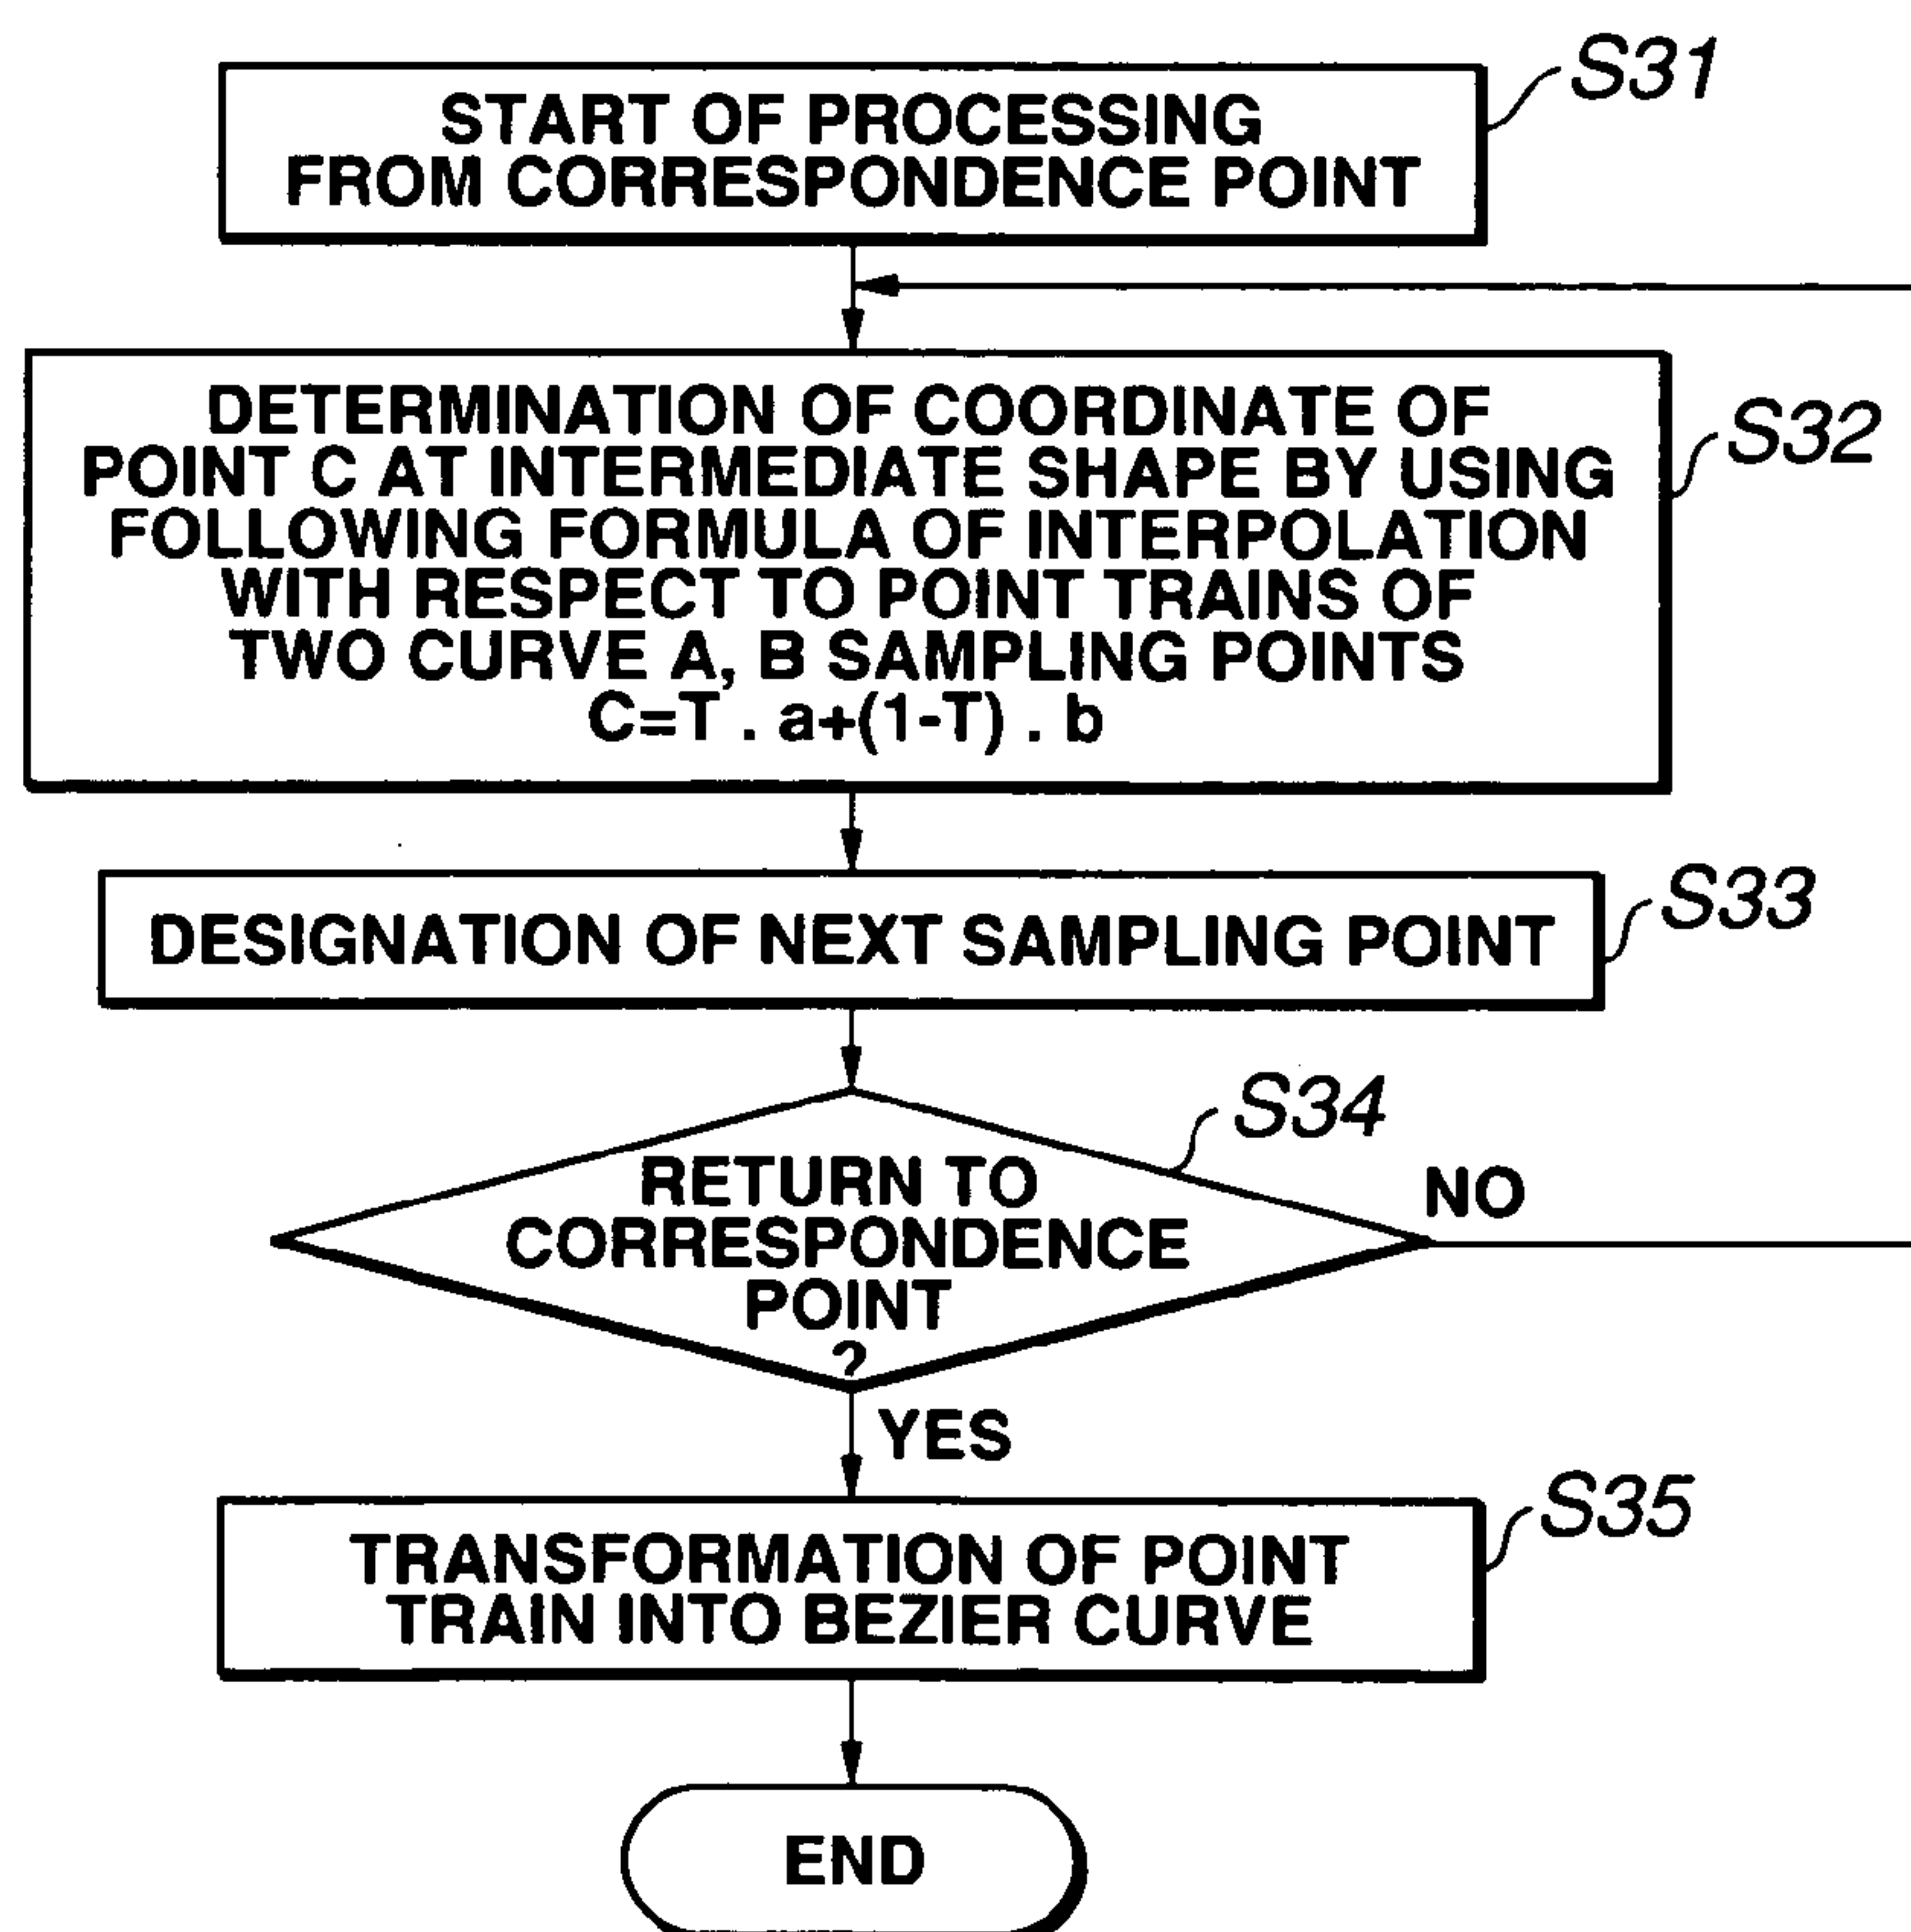 S31
START OF PROCESSING
FROM CORRESPONDENCE POINT
DETERMINATION OF COORDINATE OF
POINT C AT INTERMEDIATE SHAPE BY USING
FOLLOWING FORMULA OF INTERPOLATION
WITH RESPECT TO POINT TRAINS OF
TWO CURVE A, B SAMPLING POINTS
C=T . a+(1-T) . b
S32
DESIGNATION OF NEXT SAMPLING POINT
S33
S34
RETURN TO
CORRESPONDENCE
POINT
?
NO
YES
S35
TRANSFORMATION OF POINT
TRAIN INTO BEZIER CURVE
END